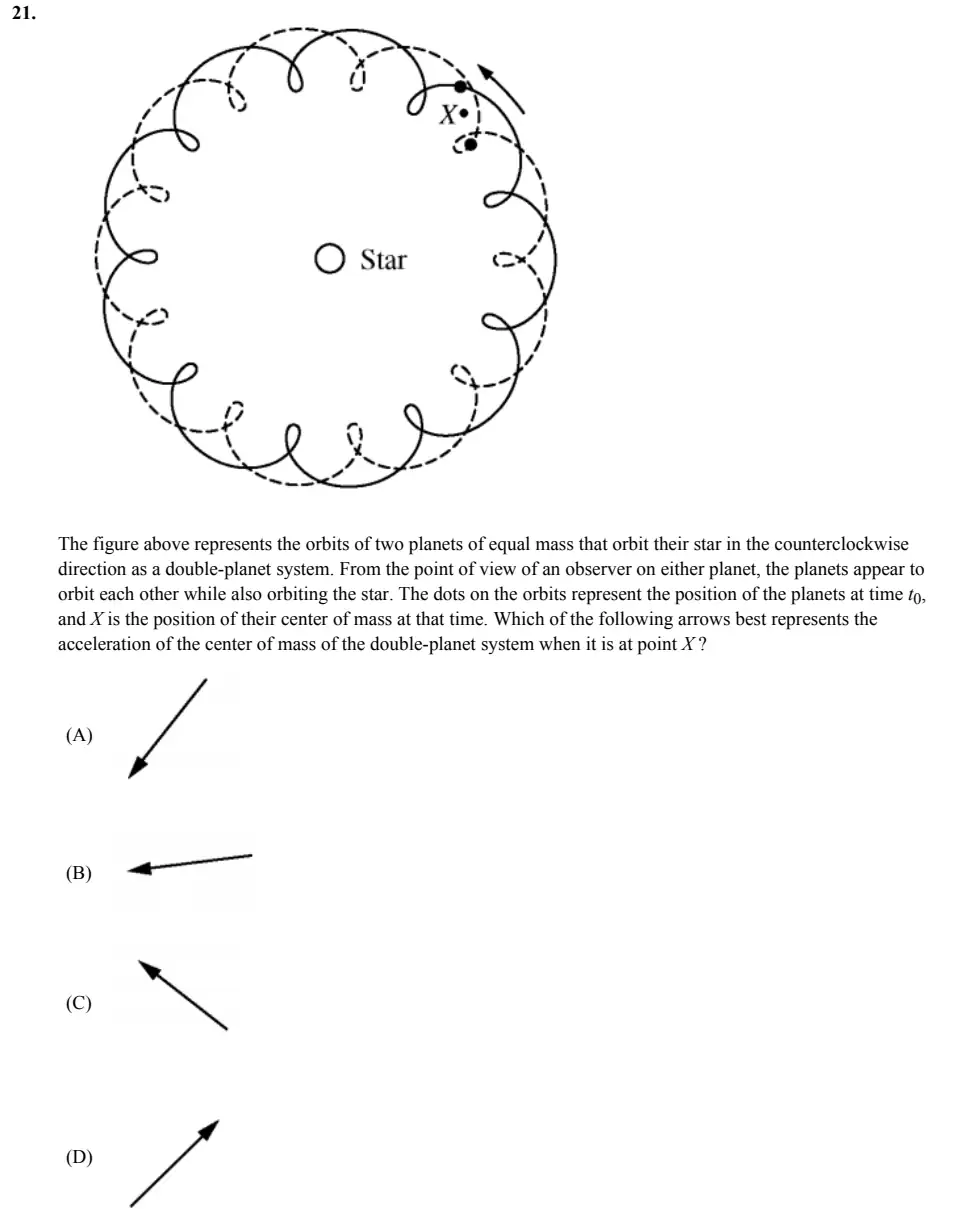 21.
X
Star
The figure above represents the orbits of two planets of equal mass that orbit their star in the counterclockwise
direction as a double-planet system. From the point of view of an observer on either planet, the planets appear to
orbit each other while also orbiting the star. The dots on the orbits represent the position of the planets at time t0,
and X is the position of their center of mass at that time. Which of the following arrows best represents the
acceleration of the center of mass of the double-planet system when it is at point X ?
(A)
(B)
(C)
(D)